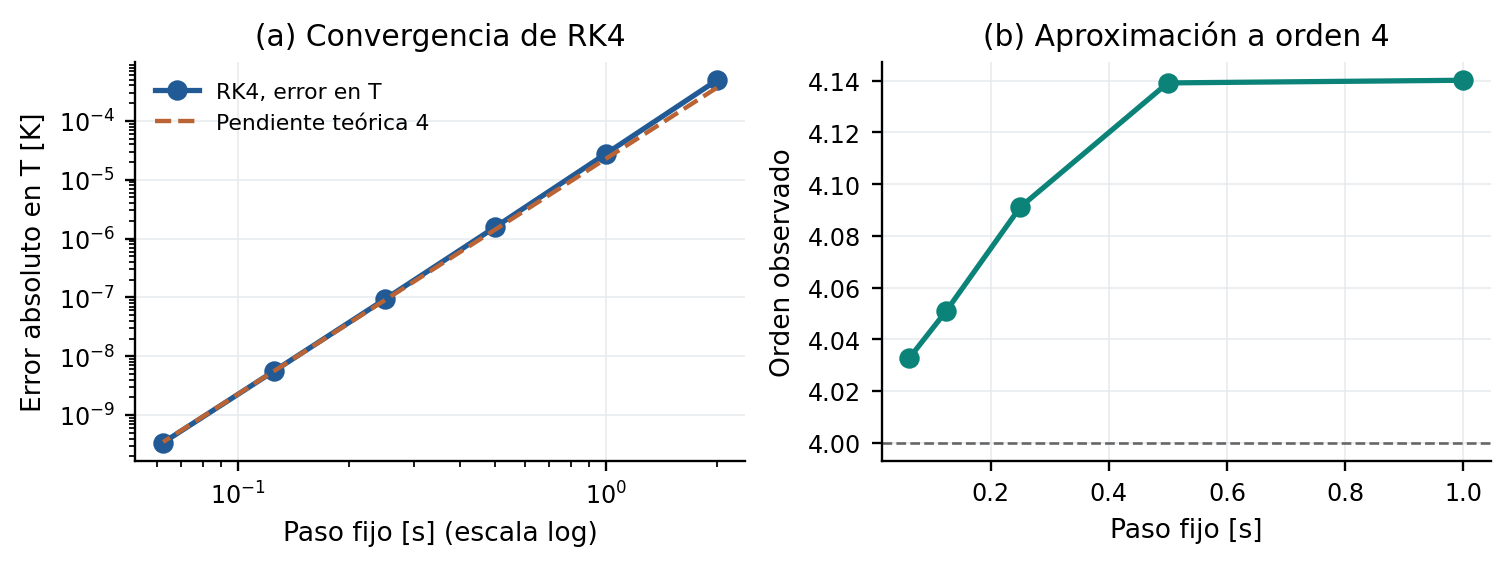 (a) Convergencia de RK4
RK4, error en T
Pendiente teórica 4
Error absoluto en T [K]
10⁻⁴
10⁻⁵
10⁻⁶
10⁻⁷
10⁻⁸
10⁻⁹
10⁻¹ 10⁰
Paso fijo [s] (escala log)
(b) Aproximación a orden 4
Orden observado
4.14
4.12
4.10
4.08
4.06
4.04
4.02
4.00
0.2 0.4 0.6 0.8 1.0
Paso fijo [s]